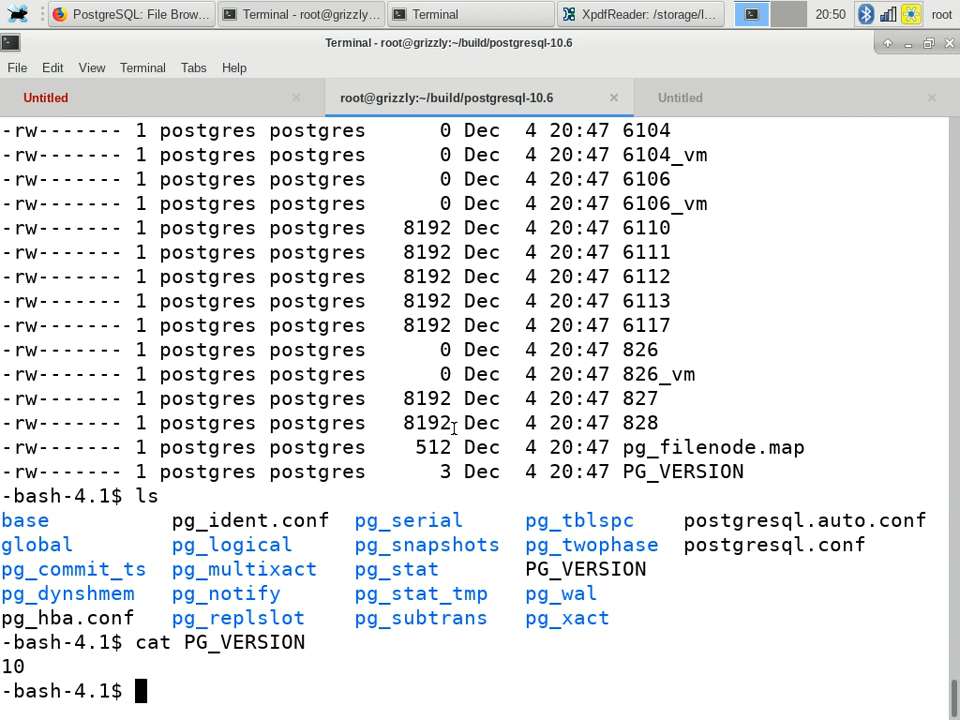 PostgreSQL: File Brow... Terminal - root@grizzly:... Terminal XpdfReader: /storage/l... 20:50 root
Terminal - root@grizzly:~/build/postgresql-10.6
File Edit View Terminal Tabs Help
Untitled root@grizzly:~/build/postgresql-10.6 Untitled
-rw------- 1 postgres postgres 0 Dec 4 20:47 6104
-rw------- 1 postgres postgres 0 Dec 4 20:47 6104_vm
-rw------- 1 postgres postgres 0 Dec 4 20:47 6106
-rw------- 1 postgres postgres 0 Dec 4 20:47 6106_vm
-rw------- 1 postgres postgres 8192 Dec 4 20:47 6110
-rw------- 1 postgres postgres 8192 Dec 4 20:47 6111
-rw------- 1 postgres postgres 8192 Dec 4 20:47 6112
-rw------- 1 postgres postgres 8192 Dec 4 20:47 6113
-rw------- 1 postgres postgres 8192 Dec 4 20:47 6117
-rw------- 1 postgres postgres 0 Dec 4 20:47 826
-rw------- 1 postgres postgres 0 Dec 4 20:47 826_vm
-rw------- 1 postgres postgres 8192 Dec 4 20:47 827
-rw------- 1 postgres postgres 8192 Dec 4 20:47 828
-rw------- 1 postgres postgres 512 Dec 4 20:47 pg_filenode.map
-rw------- 1 postgres postgres 3 Dec 4 20:47 PG_VERSION
-bash-4.1$ ls
base pg_ident.conf pg_serial pg_tblspc postgresql.auto.conf
global pg_logical pg_snapshots pg_twophase postgresql.conf
pg_commit_ts pg_multixact pg_stat PG_VERSION
pg_dynshmem pg_notify pg_stat_tmp pg_wal
pg_hba.conf pg_replslot pg_subtrans pg_xact
-bash-4.1$ cat PG_VERSION
10
-bash-4.1$